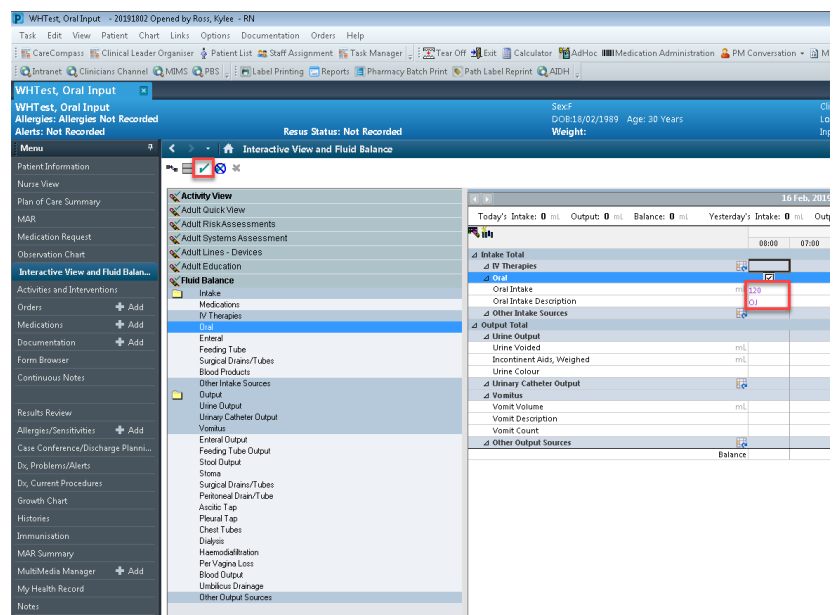 WHTest, Oral Input - 20191802 Opened by Ross, Kylee - RN
Task Edit View Patient Chart Links Options Documentation Orders Help
CareCompass Clinical Leader Organiser Patient List Staff Assignment Task Manager Tear Off Exit Calculator AdHoc Medication Administration PM Conversation M
Intranet Clinicians Channel MIMS PBS Label Printing Reports Pharmacy Batch Print Path Label Reprint AIDH
WHTest, Oral Input
WHTest, Oral Input Sex:F Cli
Allergies: Allergies Not Recorded DOB:18/02/1989 Age: 30 Years Lo
Alerts: Not Recorded Resus Status: Not Recorded Weight: Inp
Menu
Interactive View and Fluid Balance
Patient Information
Nurse View
Plan of Care Summary
MAR
Medication Request
Observation Chart
Interactive View and Fluid Balan...
Activities and Interventions
Orders Add
Medications Add
Documentation Add
Form Browser
Continuous Notes
Results Review
Allergies/Sensitivities Add
Case Conference/Discharge Planni...
Dx, Problems/Alerts
Dx, Current Procedures
Growth Chart
Histories
Immunisation
MAR Summary
MultiMedia Manager Add
My Health Record
Notes
Activity View
Adult Quick View
Adult Risk Assessments
Adult Systems Assessment
Adult Lines - Devices
Adult Education
Fluid Balance
Intake
Medications
IV Therapies
Oral
Enteral
Feeding Tube
Surgical Drains/Tubes
Blood Products
Other Intake Sources
Output
Urine Output
Urinary Catheter Output
Vomitus
Enteral Output
Feeding Tube Output
Stool Output
Stoma
Surgical Drains/Tubes
Peritoneal Drain/Tube
Ascitic Tap
Pleural Tap
Chest Tubes
Dialysis
Haemodiafiltration
Per Vagina Loss
Blood Output
Umbilicus Drainage
Other Output Sources
16 Feb, 2019
Today's Intake: 0 mL Output: 0 mL Balance: 0 mL Yesterday's Intake: 0 mL Outp
08:00 07:00
Intake Total
IV Therapies
Oral
Oral Intake m 120
Oral Intake Description OJ
Other Intake Sources
Output Total
Urine Output
Urine Voided mL
Incontinent Aids, Weighed mL
Urine Colour
Urinary Catheter Output
Vomitus
Vomit Volume mL
Vomit Description
Vomit Count
Other Output Sources
Balance